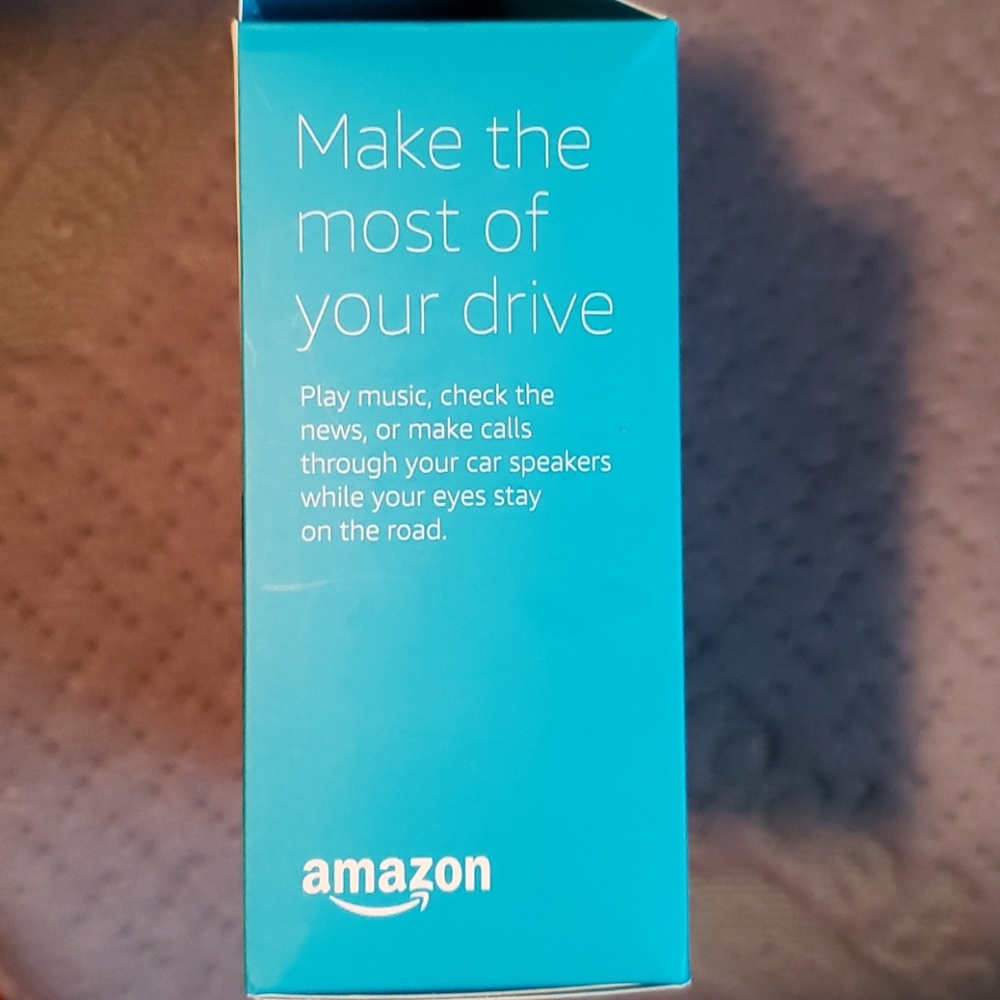 Make the
most of
your drive
Play music, check the
news, or make calls
through your car speakers
while your eyes stay
on the road.
amazon